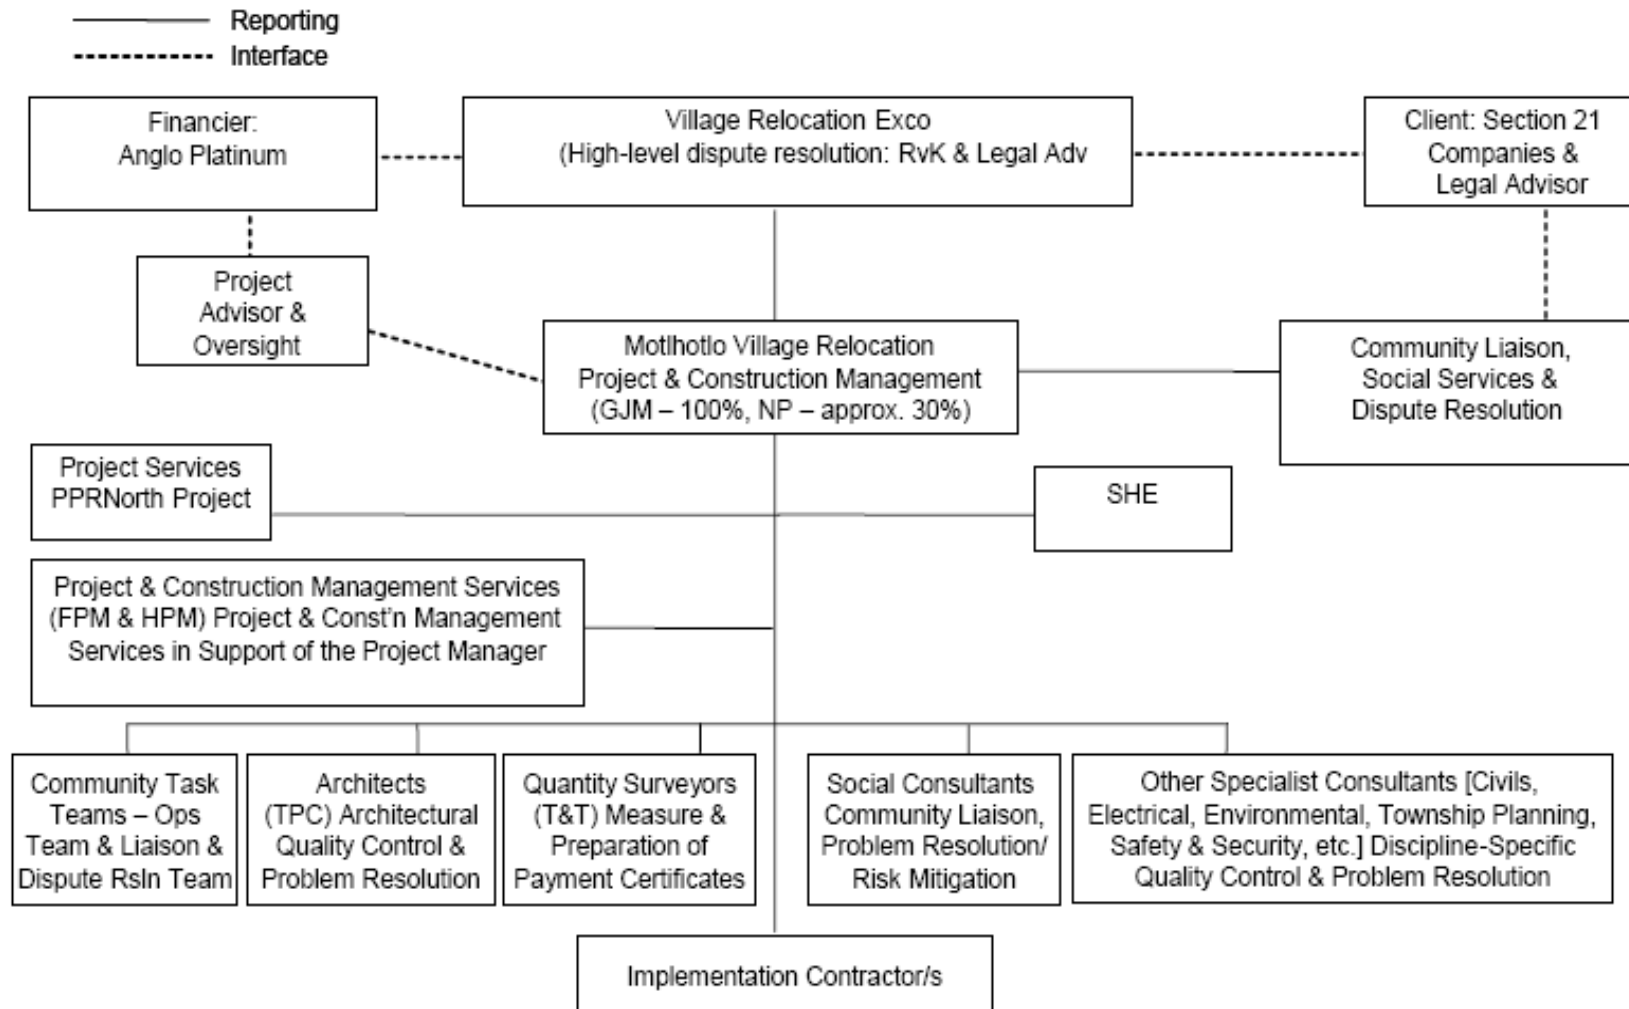 Reporting
Interface
Financier:
Anglo Platinum
Village Relocation Exco
(High-level dispute resolution: RvK & Legal Adv
Client: Section 21
Companies &
Legal Advisor
Project
Advisor &
Oversight
Motlhotlo Village Relocation
Project & Construction Management
(GJM – 100%, NP – approx. 30%)
Community Liaison,
Social Services &
Dispute Resolution
Project Services
PPRNorth Project
SHE
Project & Construction Management Services
(FPM & HPM) Project & Const'n Management
Services in Support of the Project Manager
Community Task
Teams – Ops
Team & Liaison &
Dispute Rsln Team
Architects
(TPC) Architectural
Quality Control &
Problem Resolution
Quantity Surveyors
(T&T) Measure &
Preparation of
Payment Certificates
Social Consultants
Community Liaison,
Problem Resolution/
Risk Mitigation
Other Specialist Consultants [Civils,
Electrical, Environmental, Township Planning,
Safety & Security, etc.] Discipline-Specific
Quality Control & Problem Resolution
Implementation Contractor/s